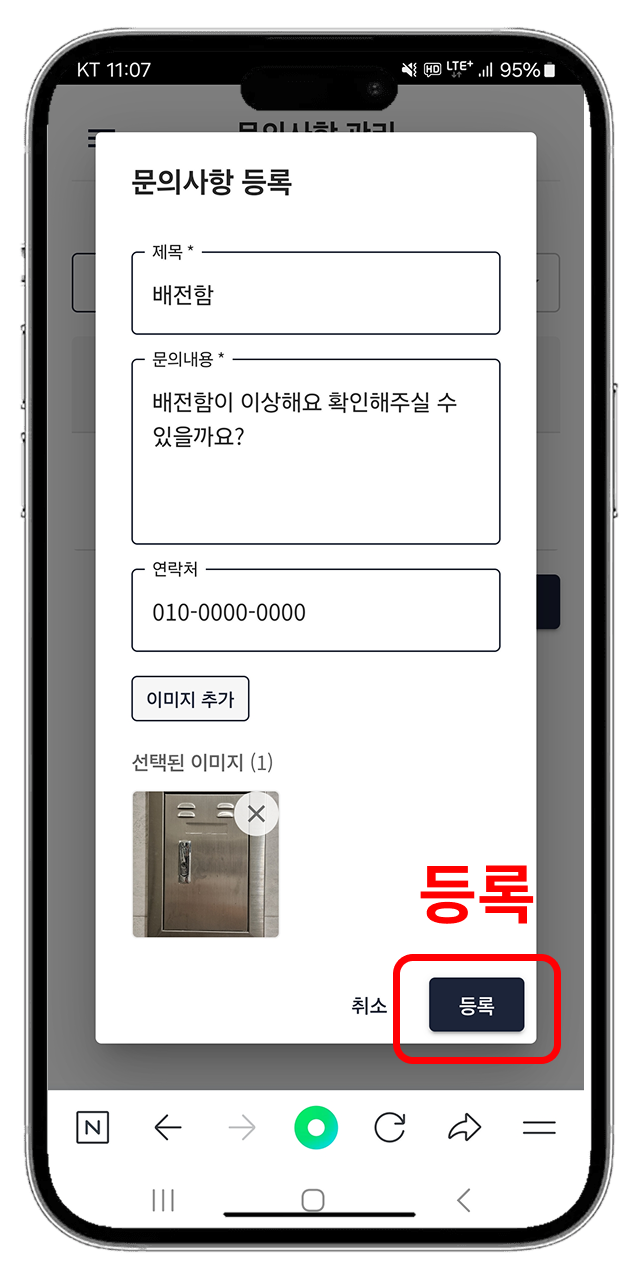 KT 11:07
HD LTE+ 95%
문의사항 관리
문의사항 등록
제목 *
배전함
문의내용 *
배전함이 이상해요 확인해주실 수
있을까요?
연락처
010-0000-0000
이미지 추가
선택된 이미지 (1)
등록
취소
등록
N